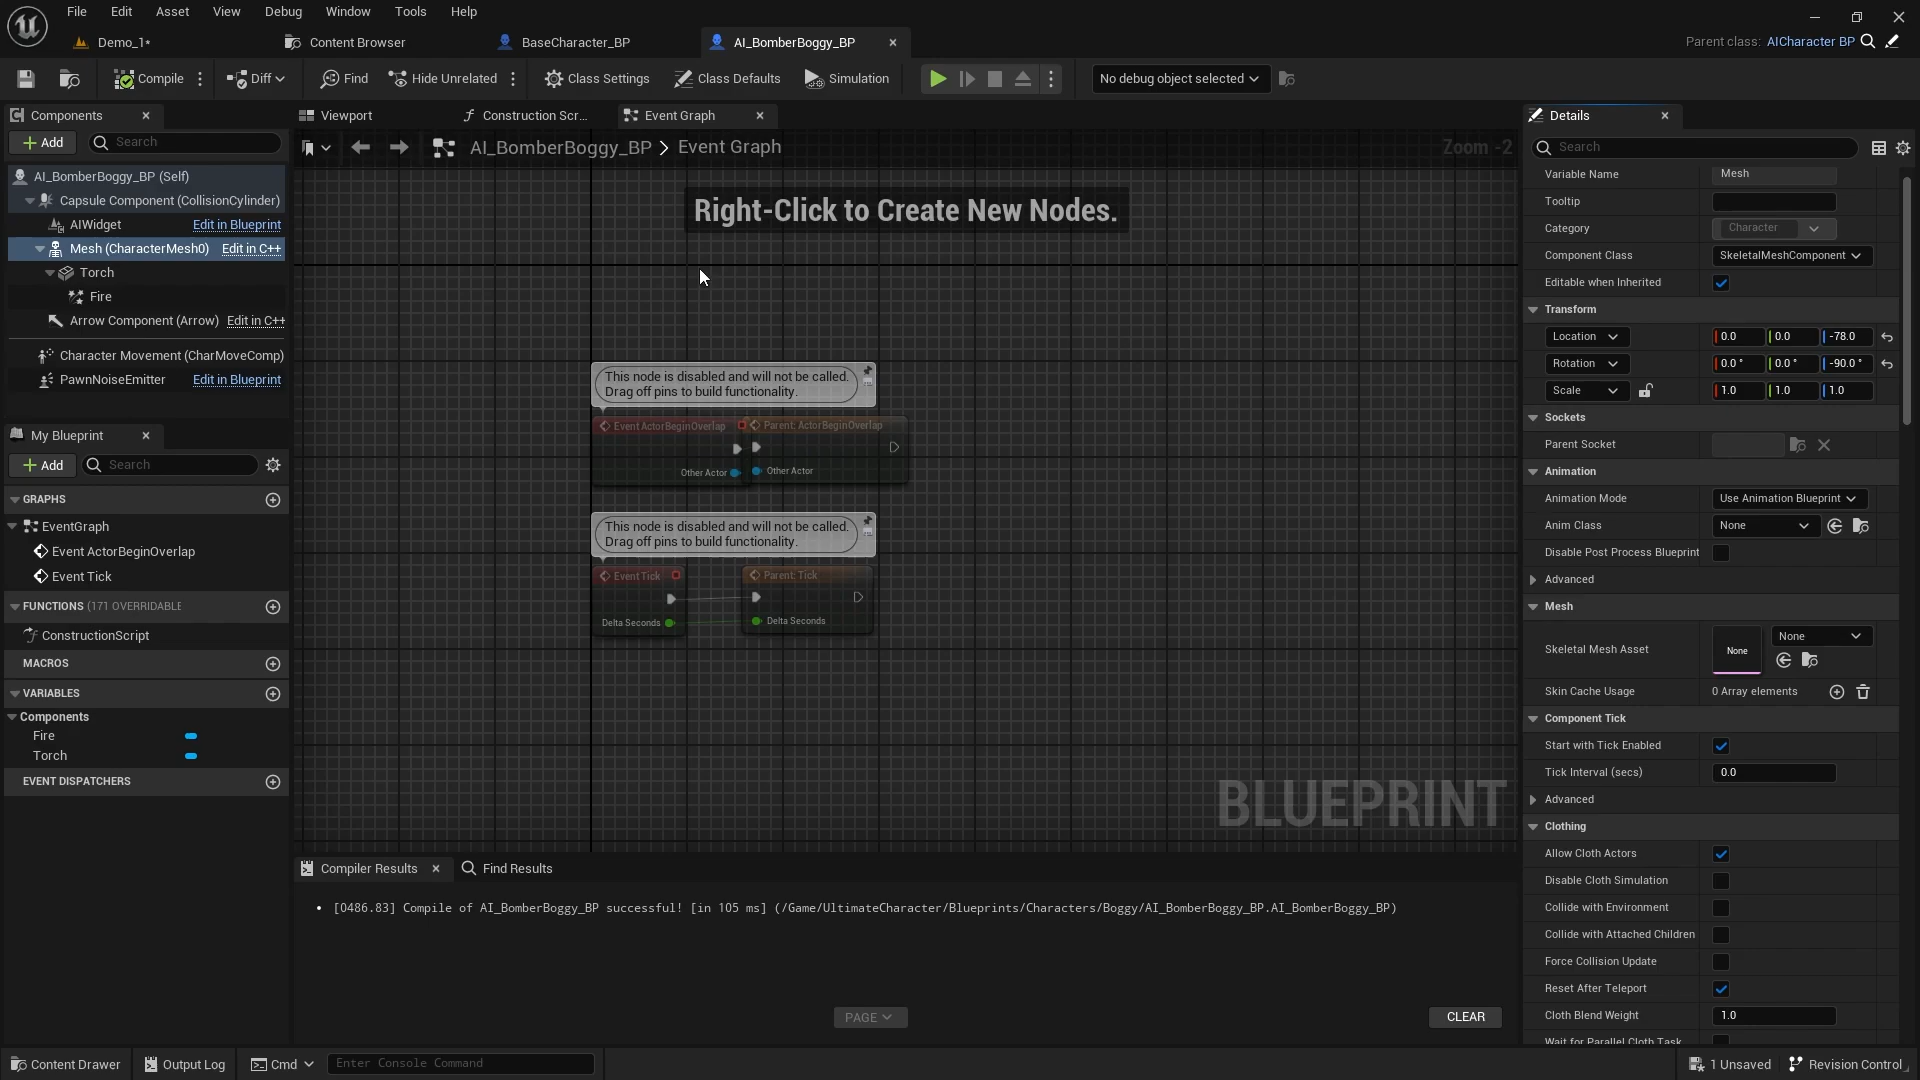 File Edit Asset View Debug Window Tools Help
Demo_1*
Content Browser
BaseCharacter_BP
AI_BomberBoggy_BP
Parent class: AICharacter BP
Compile
Diff
Find
Hide Unrelated
Class Settings
Class Defaults
Simulation
No debug object selected
Components
Add
Search
AI_BomberBoggy_BP (Self)
Capsule Component (CollisionCylinder)
AIWidget Edit in Blueprint
Mesh (CharacterMesh0) Edit in C++
Torch
Fire
Arrow Component (Arrow) Edit in C++
Character Movement (CharMoveComp)
PawnNoiseEmitter Edit in Blueprint
My Blueprint
Add
Search
GRAPHS
EventGraph
Event ActorBeginOverlap
Event Tick
FUNCTIONS (171 OVERRIDABLE
ConstructionScript
MACROS
VARIABLES
Components
Fire
Torch
EVENT DISPATCHERS
Viewport
Construction Scr...
Event Graph
AI_BomberBoggy_BP > Event Graph
Zoom -2
Right-Click to Create New Nodes.
This node is disabled and will not be called.
Drag off pins to build functionality.
Event ActorBeginOverlap
Parent: ActorBeginOverlap
Other Actor
Other Actor
This node is disabled and will not be called.
Drag off pins to build functionality.
Event Tick
Parent: Tick
Delta Seconds
Delta Seconds
BLUEPRINT
Compiler Results
Find Results
[0486.83] Compile of AI_BomberBoggy_BP successful! [in 105 ms] (/Game/UltimateCharacter/Blueprints/Characters/Boggy/AI_BomberBoggy_BP.AI_BomberBoggy_BP)
PAGE
CLEAR
Details
Search
Variable Name Mesh
Tooltip
Category Character
Component Class SkeletalMeshComponent
Editable when Inherited
Transform
Location 0.0 0.0 -78.0
Rotation 0.0 ° 0.0 ° -90.0 °
Scale 1.0 1.0 1.0
Sockets
Parent Socket
Animation
Animation Mode Use Animation Blueprint
Anim Class None
Disable Post Process Blueprint
Advanced
Mesh
Skeletal Mesh Asset None None
Skin Cache Usage 0 Array elements
Component Tick
Start with Tick Enabled
Tick Interval (secs) 0.0
Advanced
Clothing
Allow Cloth Actors
Disable Cloth Simulation
Collide with Environment
Collide with Attached Children
Force Collision Update
Reset After Teleport
Cloth Blend Weight 1.0
Wait for Parallel Cloth Task
Content Drawer
Output Log
Cmd
Enter Console Command
1 Unsaved
Revision Control